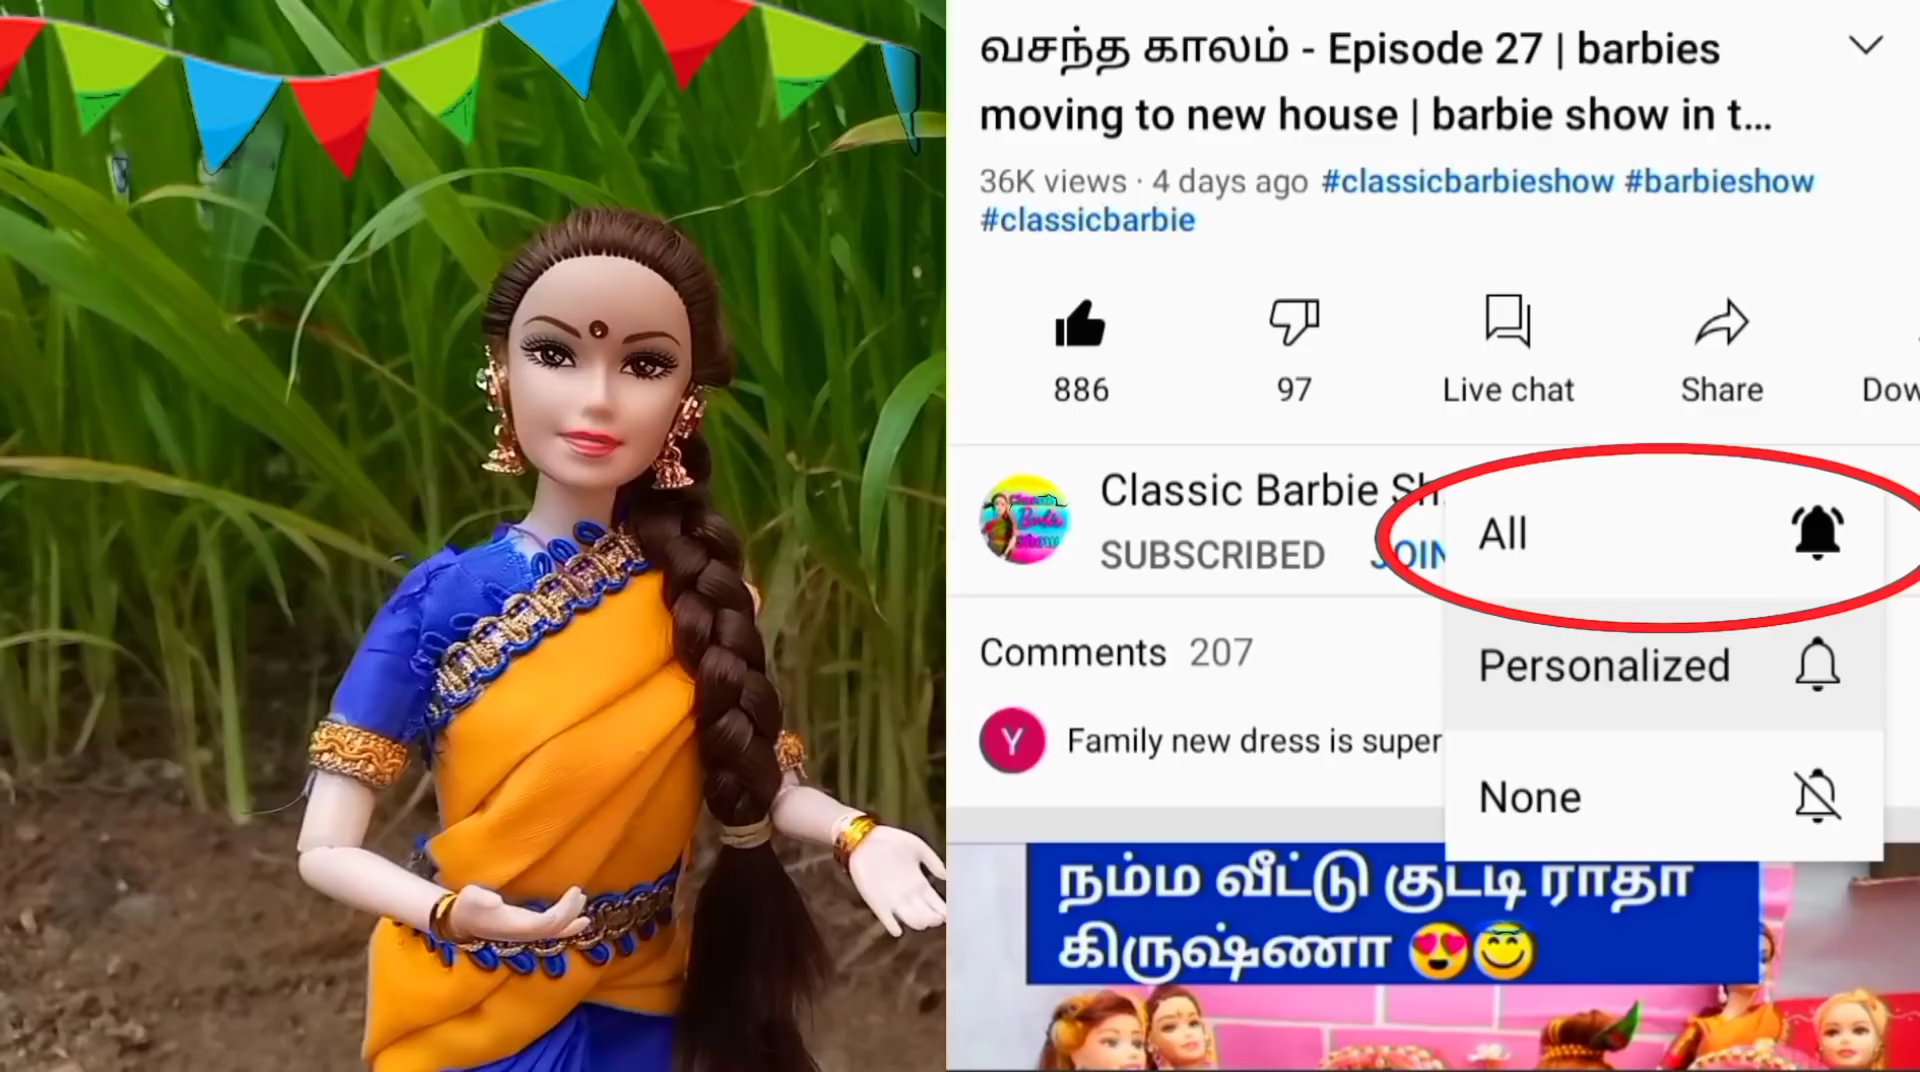 வசந்த காலம் - Episode 27 | barbies
moving to new house | barbie show in t...
36K views · 4 days ago #classicbarbieshow #barbieshow
#classicbarbie
886
97
Live chat
Share
Dow
Classic Barbie Sh
SUBSCRIBED
JOIN
All
Comments 207
Personalized
Y
Family new dress is super
None
நம்ம வீட்டு குட்டி ராதா
கிருஷ்ணா 😍😇